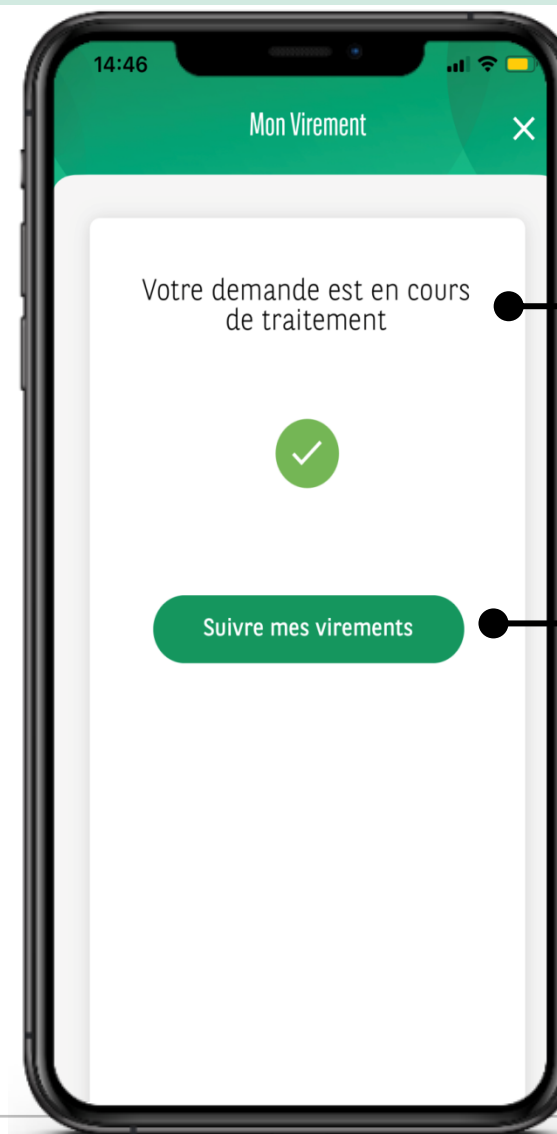 14:46
Mon Virement
Votre demande est en cours
de traitement
Suivre mes virements